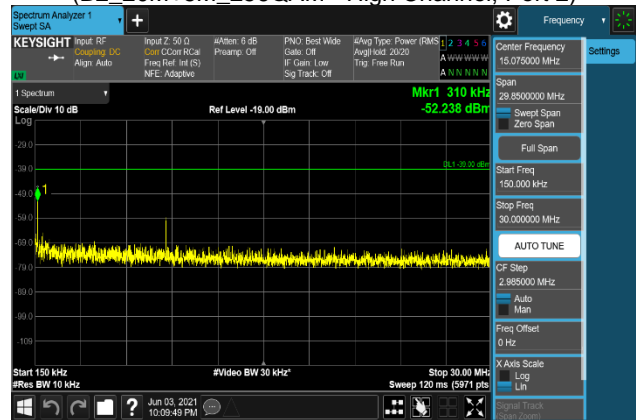 Spectrum Analyzer 1
Swept SA
+
Frequency
KEYSIGHT
Input: RF
Coupling: DC
Align: Auto
Input Z: 50 Ω
Corr CCorr RCal
Freq Ref: Int (S)
NFE: Adaptive
#Atten: 6 dB
Preamp: Off
PNO: Best Wide
Gate: Off
IF Gain: Low
Sig Track: Off
#Avg Type: Power (RMS
Avg|Hold: 20/20
Trig: Free Run
1 2 3 4 5 6
A W W W W W
A N N N N N
LW
1 Spectrum
Scale/Div 10 dB
Log
Ref Level -19.00 dBm
Mkr1 310 kHz
-52.238 dBm
DL1 -39.00 dBm
1
-29.0
-39.0
-49.0
-59.0
-69.0
-79.0
-89.0
-99.0
-109
Start 150 kHz
#Res BW 10 kHz
#Video BW 30 kHz*
Stop 30.00 MHz
Sweep 120 ms (5971 pts)
Center Frequency
15.075000 MHz
Settings
Span
29.8500000 MHz
Swept Span
Zero Span
Full Span
Start Freq
150.000 kHz
Stop Freq
30.000000 MHz
AUTO TUNE
CF Step
2.985000 MHz
Auto
Man
Freq Offset
0 Hz
X Axis Scale
Log
Lin
Signal Track
(Span Zoom)
?
Jun 03, 2021
10:09:49 PM